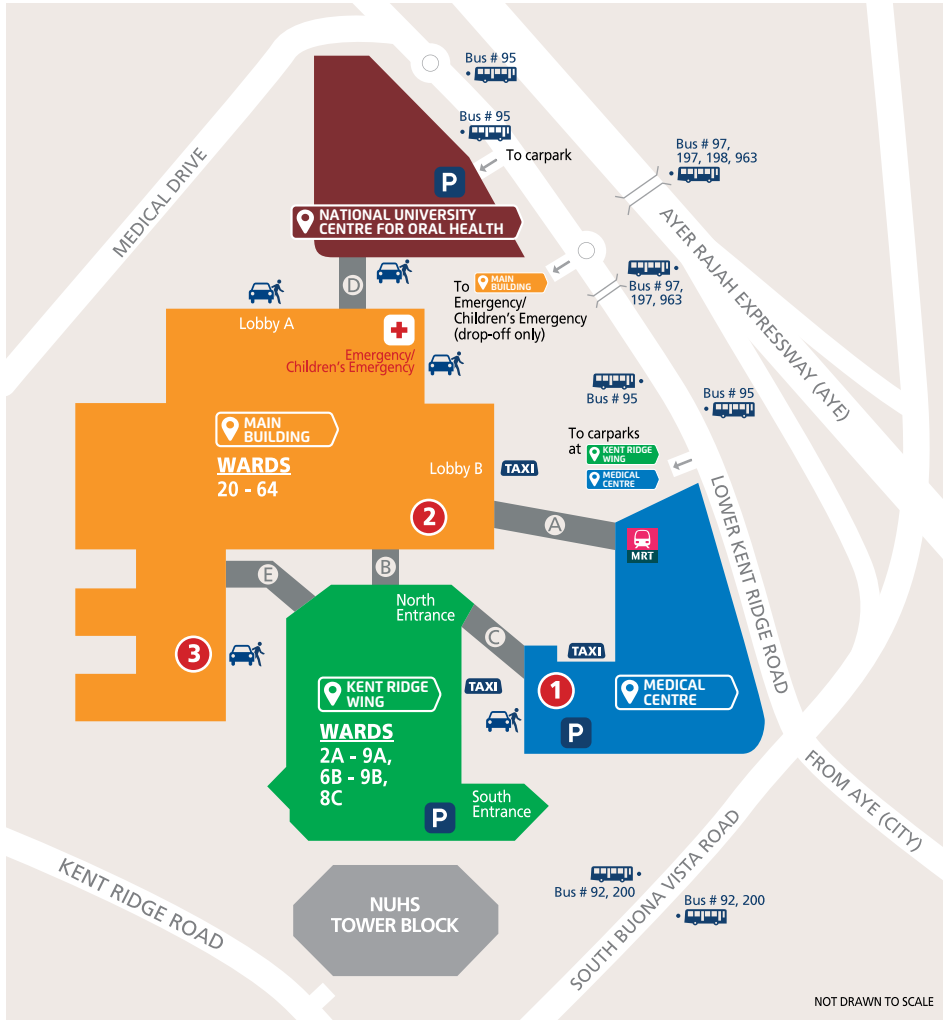 Bus # 95
Bus # 95
To carpark
P
Bus # 97,
197, 198, 963
MEDICAL DRIVE
NATIONAL UNIVERSITY
CENTRE FOR ORAL HEALTH
AYER RAJAH EXPRESSWAY (AYE)
D
To MAIN
BUILDING
Emergency/
Children's Emergency
(drop-off only)
Bus # 97,
197, 963
Lobby A
Emergency/
Children's Emergency
Bus # 95
Bus # 95
MAIN
BUILDING
WARDS
20 - 64
To carparks
at KENT RIDGE
WING
MEDICAL
CENTRE
Lobby B
TAXI
2
A
MRT
LOWER KENT RIDGE ROAD
E
B
North
Entrance
C
3
TAXI
KENT RIDGE
WING
TAXI
1
MEDICAL
CENTRE
P
WARDS
2A - 9A,
6B - 9B,
8C
P
South
Entrance
FROM AYE (CITY)
KENT RIDGE ROAD
NUHS
TOWER BLOCK
Bus # 92, 200
Bus # 92, 200
SOUTH BUONA VISTA ROAD
NOT DRAWN TO SCALE